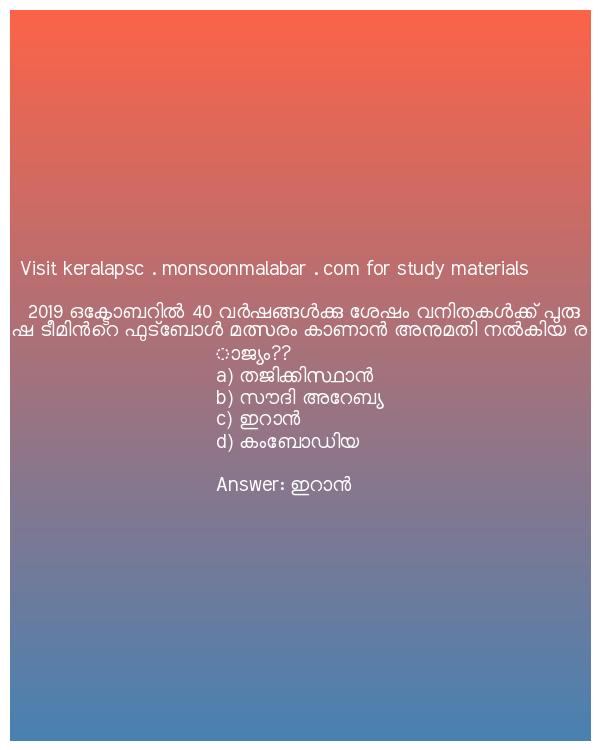 Visit keralapsc . monsoonmalabar . com for study materials
2019 ഒക്ടോബറിൽ 40 വർഷങ്ങൾക്കു ശേഷം വനിതകൾക്ക് പുരു
ഷ ടീമിൻറെ ഫുട്ബോൾ മത്സരം കാണാൻ അനുമതി നൽകിയ ര
ാജ്യം??
a) തജിക്കിസ്ഥാൻ
b) സൗദി അറേബ്യ
c) ഇറാൻ
d) കംബോഡിയ
Answer: ഇറാൻ